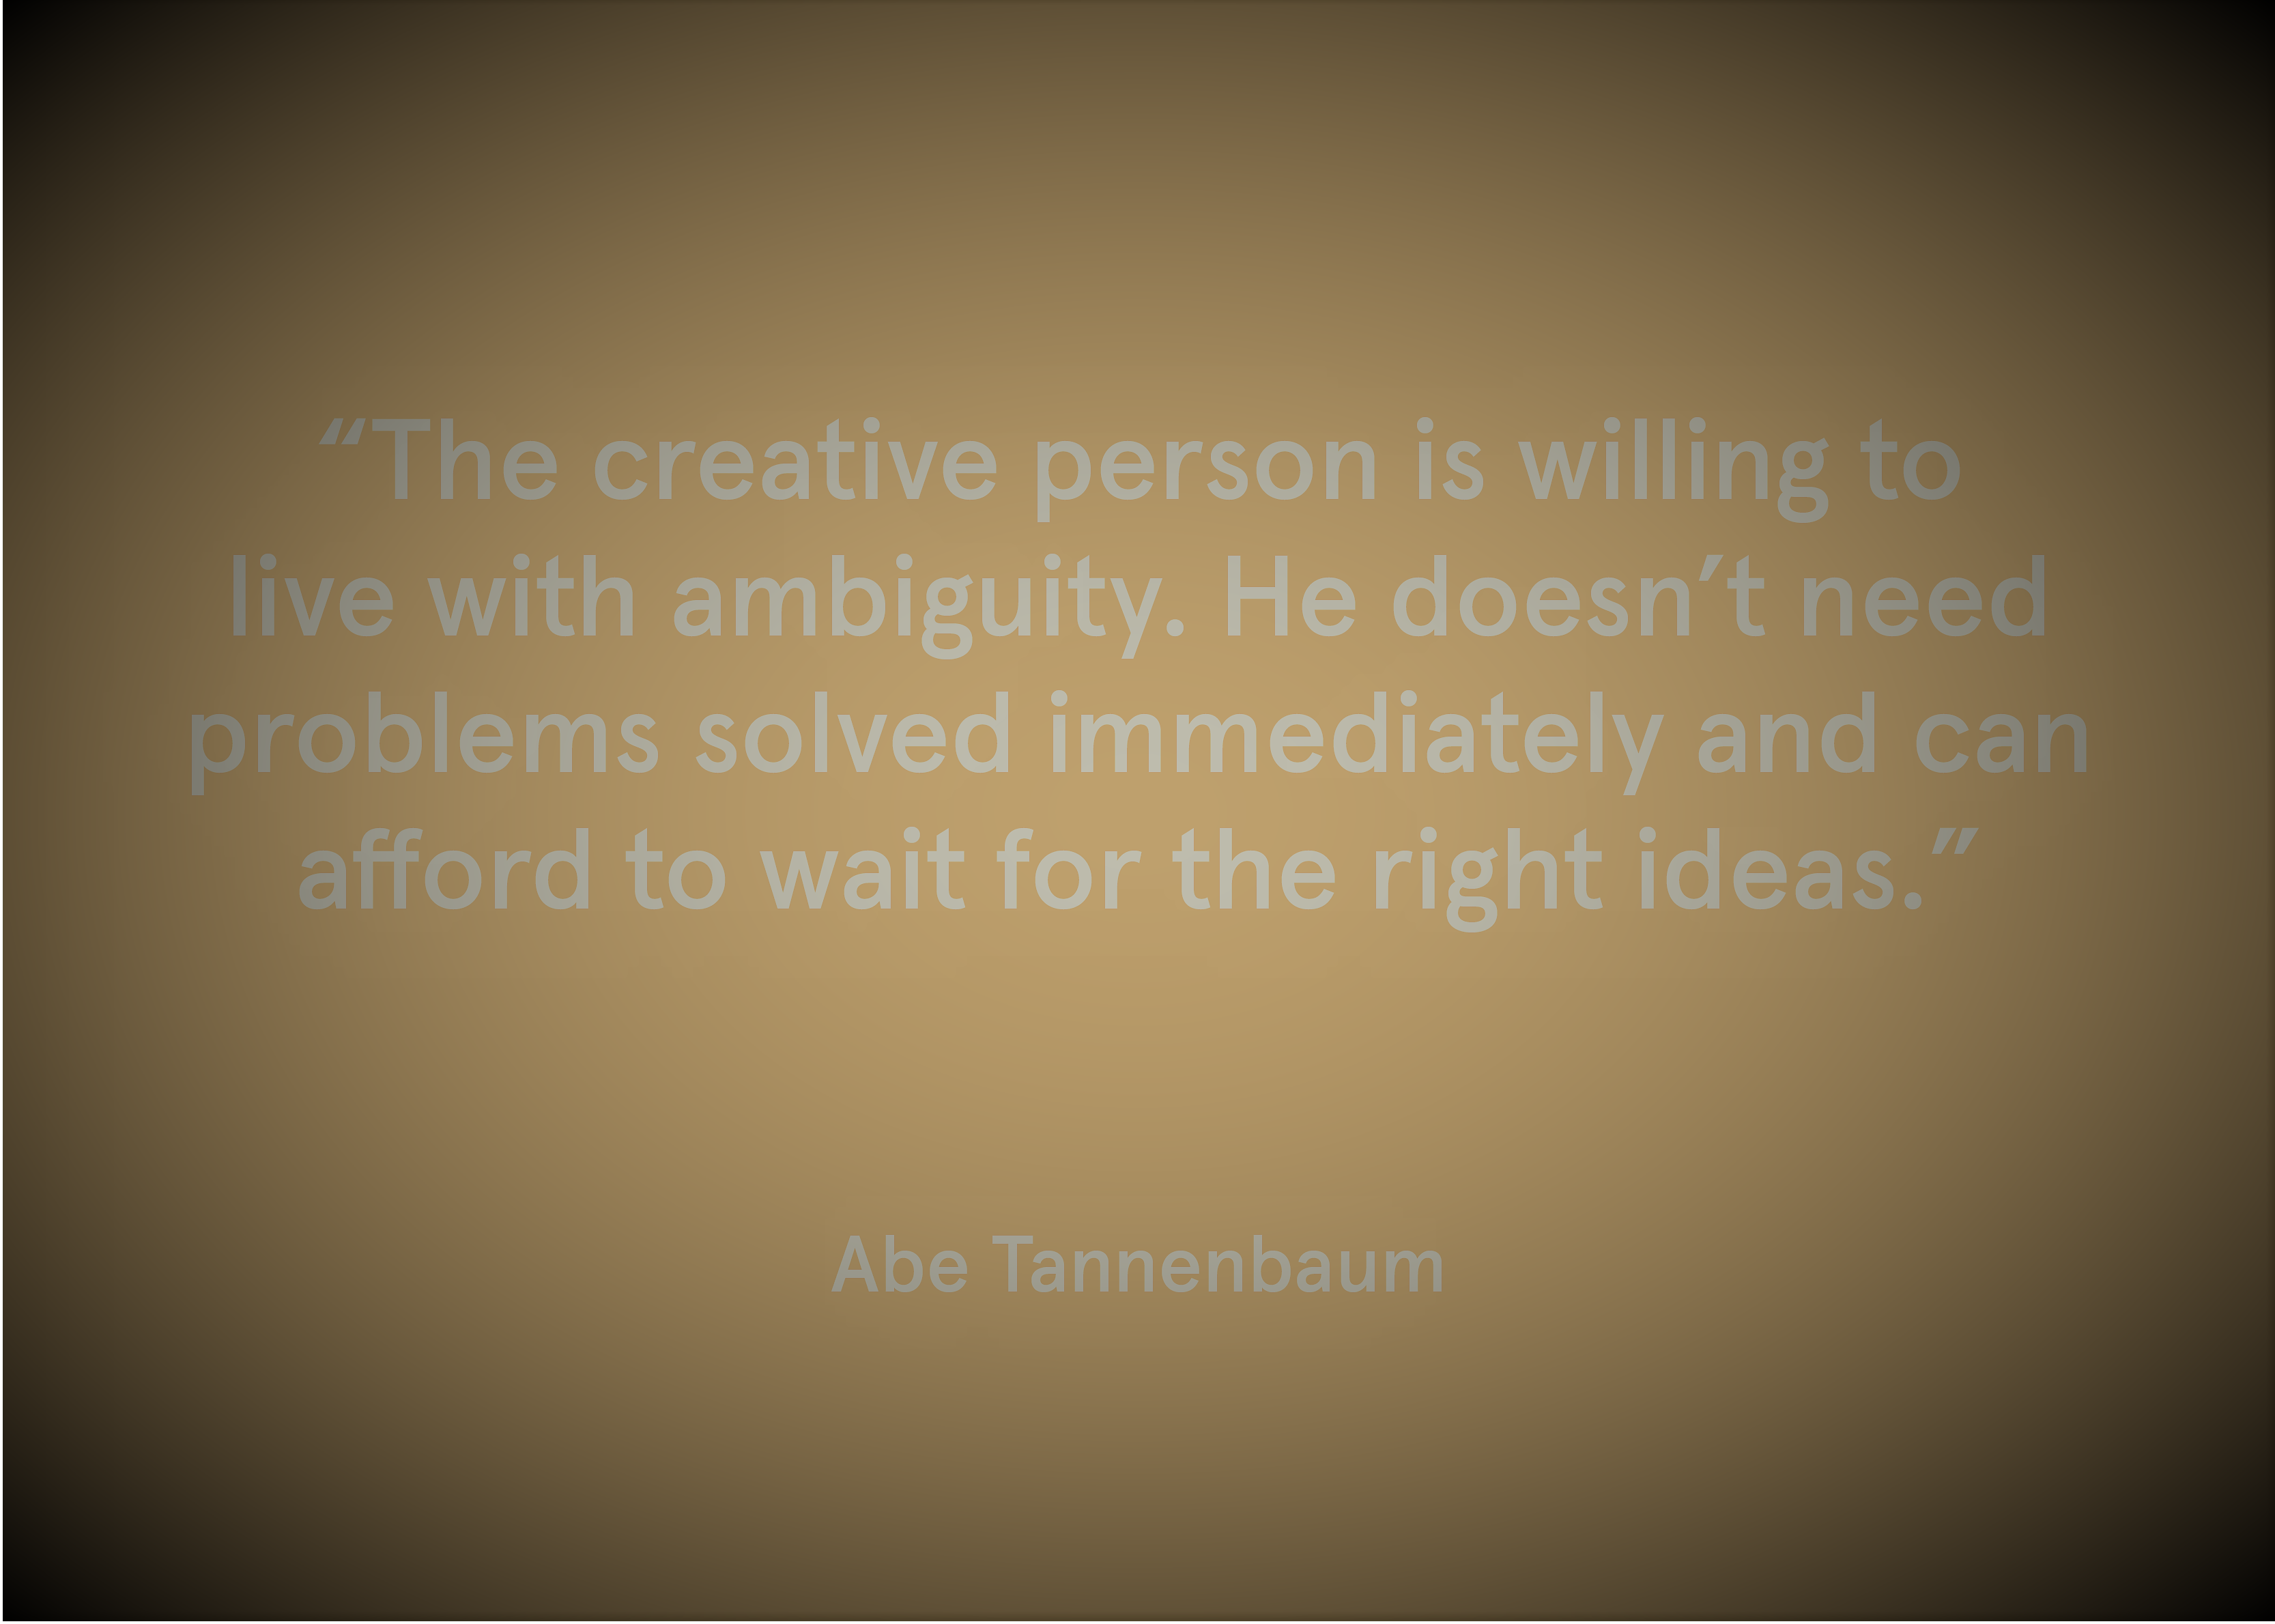 “The creative person is willing to
live with ambiguity. He doesn’t need
problems solved immediately and can
afford to wait for the right ideas.”
Abe Tannenbaum